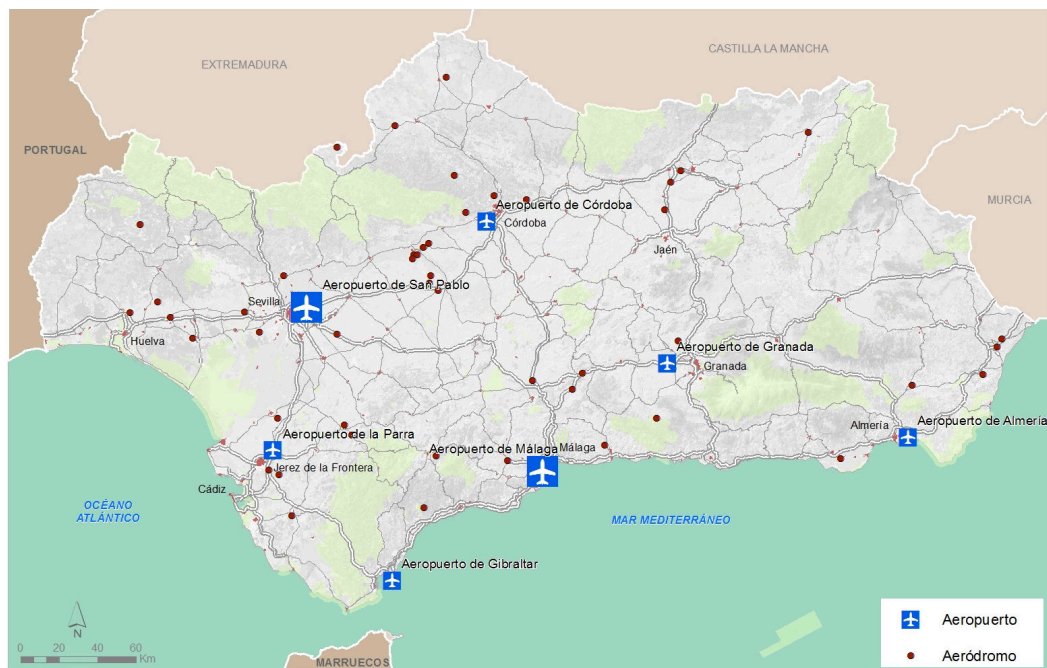 CASTILLA LA MANCHA
EXTREMADURA
PORTUGAL
MURCIA
Aeropuerto de Córdoba
Córdoba
Jaén
Aeropuerto de San Pablo
Sevilla
Huelva
Aeropuerto de Granada
Granada
Aeropuerto de Almería
Almería
Aeropuerto de la Parra
Aeropuerto de Málaga
Málaga
Jerez de la Frontera
Cádiz
OCÉANO
ATLÁNTICO
MAR MEDITERRÁNEO
Aeropuerto de Gibraltar
N
0 20 40 60
Km
MARRUECOS
Aeropuerto
Aeródromo